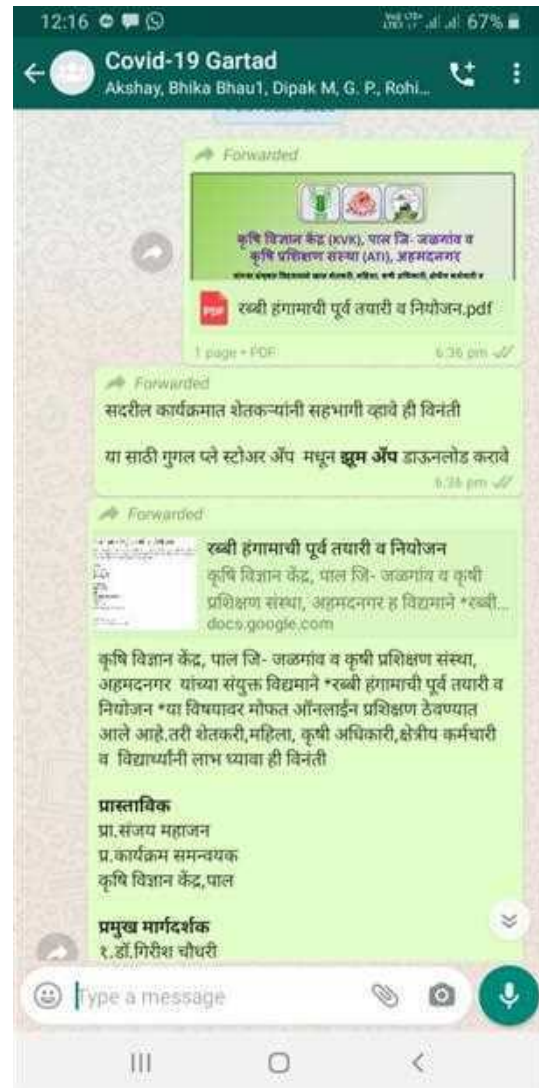 12:16
67%
Covid-19 Gartad
Akshay, Bhika Bhau1, Dipak M, G. P., Rohi...
Forwarded
कृषि विज्ञान केंद्र (KVK), पाल जि- जळगांव व
कृषि प्रशिक्षण संस्था (ATI), अहमदनगर
PDF
रब्बी हंगामाची पूर्व तयारी व नियोजन.pdf
1 page • PDF
6:36 pm
Forwarded
सदरील कार्यक्रमात शेतकऱ्यांनी सहभागी व्हावे ही विनंती
या साठी गुगल प्ले स्टोअर ॲप मधून झूम ॲप डाऊनलोड करावे
6:36 pm
Forwarded
रब्बी हंगामाची पूर्व तयारी व नियोजन
कृषि विज्ञान केंद्र, पाल जि- जळगांव व कृषी
प्रशिक्षण संस्था, अहमदनगर ह विद्यमाने *रब्बी...
docs.google.com
कृषि विज्ञान केंद्र, पाल जि- जळगांव व कृषी प्रशिक्षण संस्था,
अहमदनगर यांच्या संयुक्त विद्यमाने *रब्बी हंगामाची पूर्व तयारी व
नियोजन *या विषयावर मोफत ऑनलाईन प्रशिक्षण ठेवण्यात
आले आहे.तरी शेतकरी,महिला, कृषी अधिकारी,क्षेत्रीय कर्मचारी
व विद्यार्थ्यांनी लाभ घ्यावा ही विनंती
प्रास्ताविक
प्रा.संजय महाजन
प्र.कार्यक्रम समन्वयक
कृषि विज्ञान केंद्र,पाल
प्रमुख मार्गदर्शक
१.डॉ.गिरीश चौधरी
Type a message